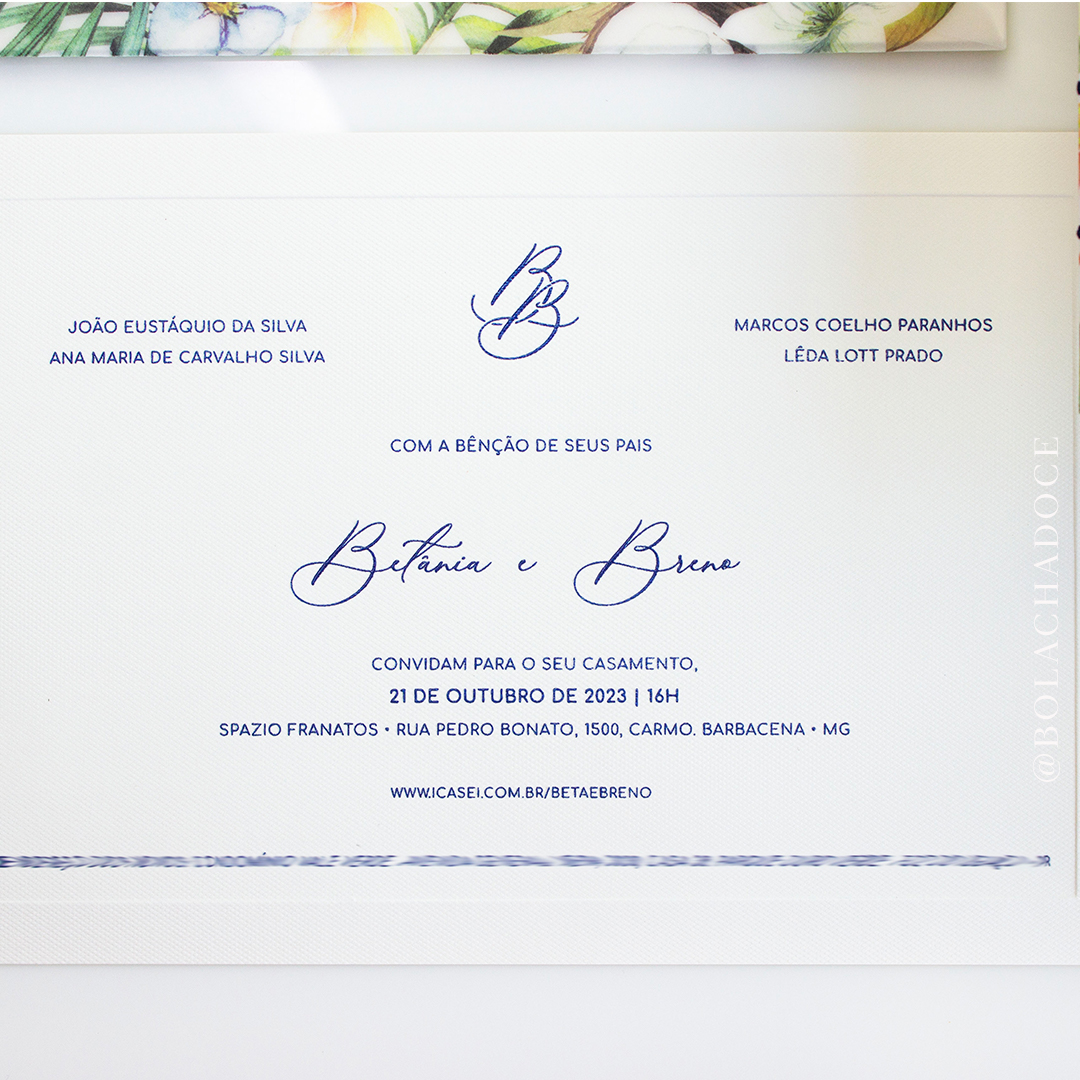 BB
JOÃO EUSTÁQUIO DA SILVA
ANA MARIA DE CARVALHO SILVA
MARCOS COELHO PARANHOS
LÊDA LOTT PRADO
COM A BÊNÇÃO DE SEUS PAIS
Betânia e Breno
CONVIDAM PARA O SEU CASAMENTO,
21 DE OUTUBRO DE 2023 | 16H
SPAZIO FRANATOS • RUA PEDRO BONATO, 1500, CARMO. BARBACENA • MG
WWW.ICASEI.COM.BR/BETAEBRENO
@BOLACHADOCE